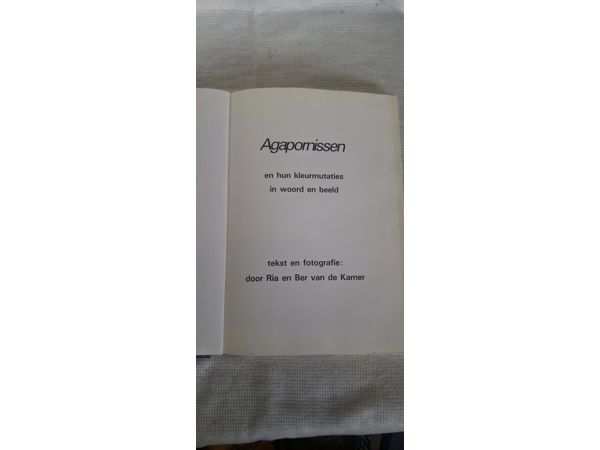 Agapornissen
en hun kleurmutaties
in woord en beeld
tekst en fotografie:
door Ria en Ber van de Kamer